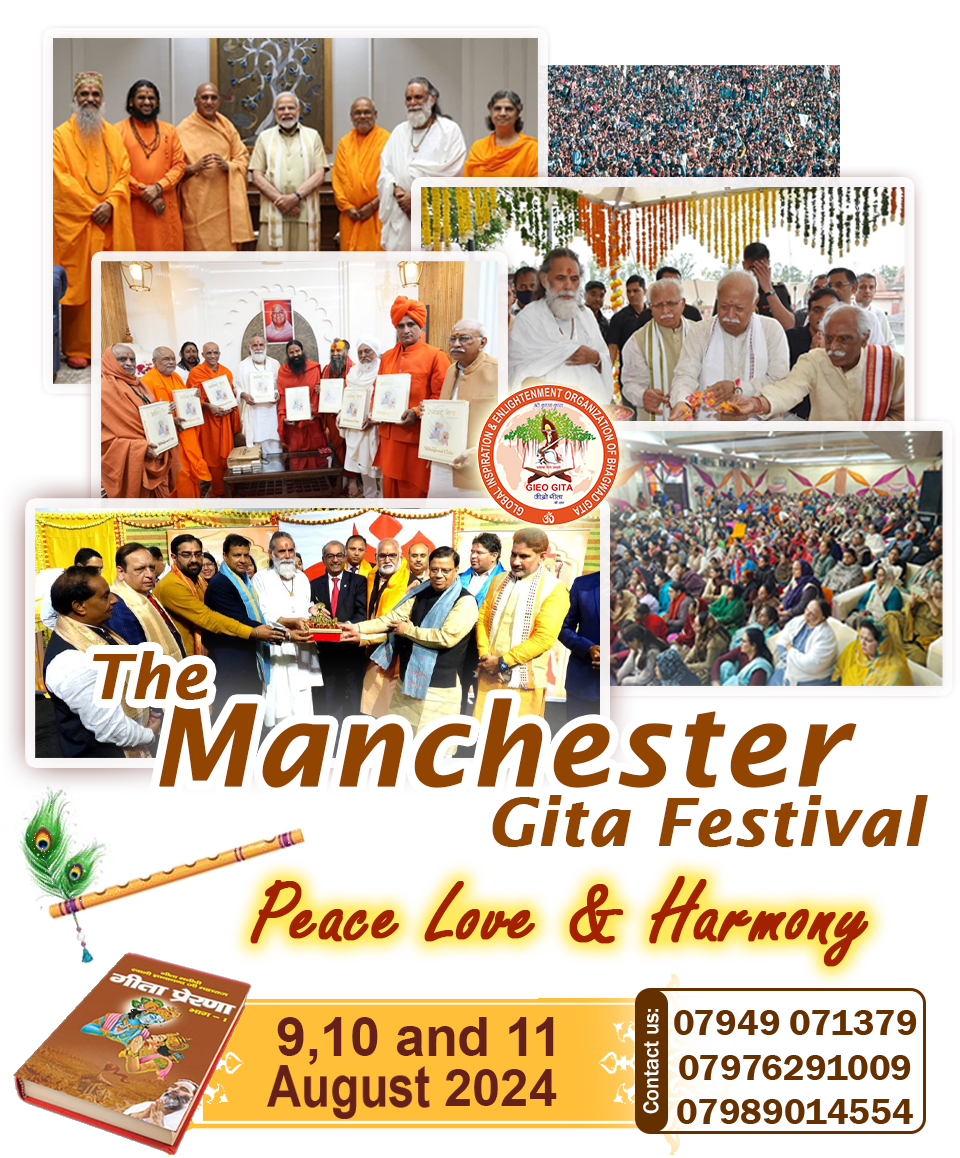 GLOBAL INSPIRATION & ENLIGHTENMENT ORGANIZATION OF BHAGWAD GITA
GIEO GITA
जीओ गीता
The
Manchester
Gita Festival
Peace Love & Harmony
गीता प्रेरणा
भाग - १
9,10 and 11
August 2024
Contact us:
07949 071379
07976291009
07989014554